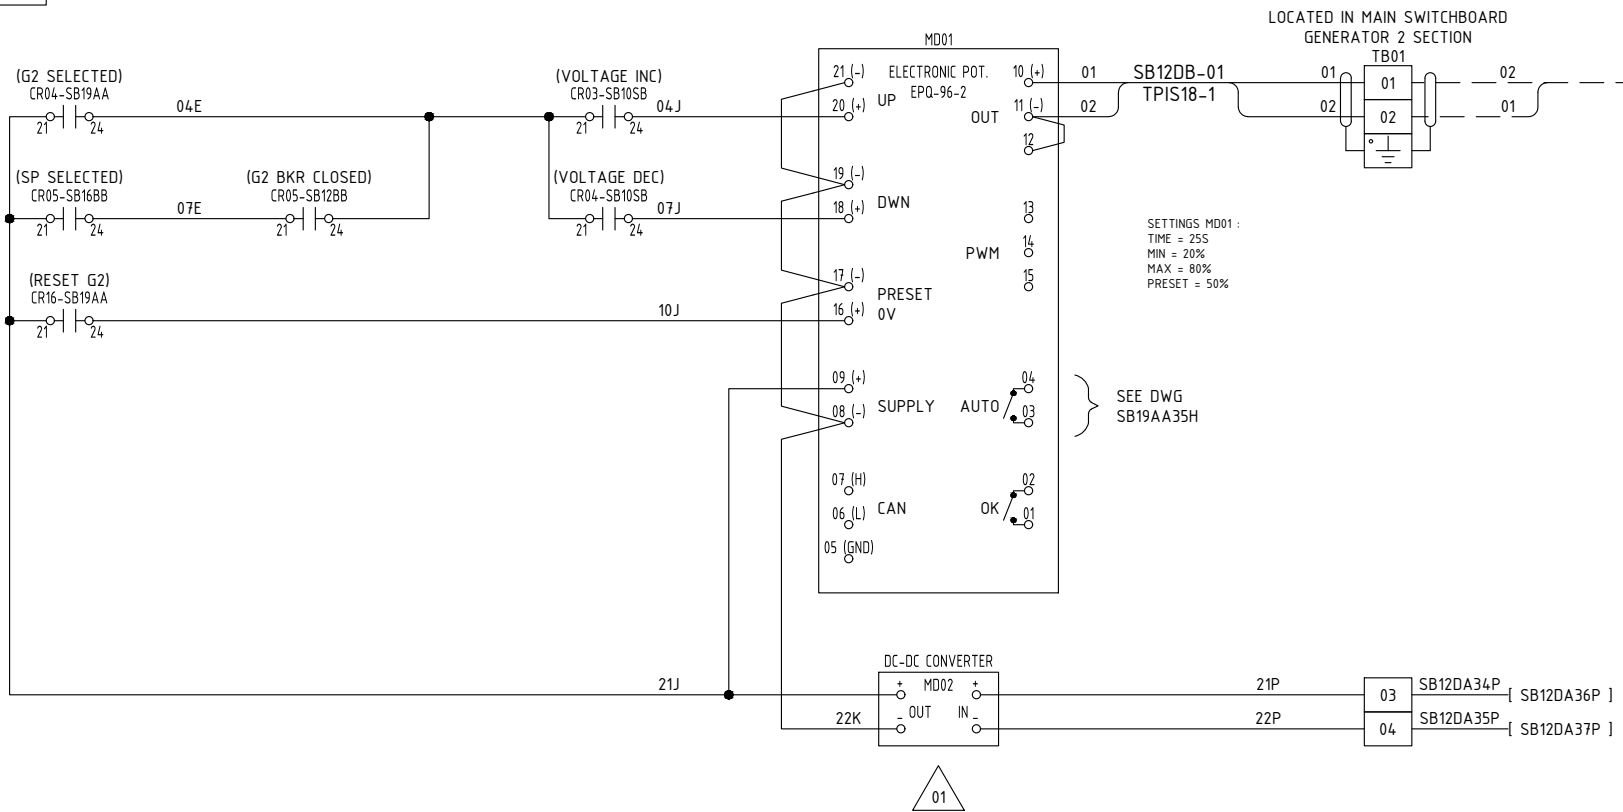 LOCATED IN MAIN SWITCHBOARD
GENERATOR 2 SECTION
TB01
MD01
(G2 SELECTED)
CR04-SB19AA
21 24
04E
(VOLTAGE INC)
CR03-SB10SB
21 24
04J
21 (-)
20 (+)
UP
ELECTRONIC POT.
EPQ-96-2
10 (+)
11 (-)
OUT
12
01
02
SB12DB-01
TPIS18-1
01
02
01
02
02
01
(SP SELECTED)
CR05-SB16BB
21 24
07E
(G2 BKR CLOSED)
CR05-SB12BB
21 24
(VOLTAGE DEC)
CR04-SB10SB
21 24
07J
19 (-)
18 (+)
DWN
13
14
15
PWM
SETTINGS MD01 :
TIME = 25S
MIN = 20%
MAX = 80%
PRESET = 50%
(RESET G2)
CR16-SB19AA
21 24
10J
17 (-)
16 (+)
PRESET
0V
09 (+)
08 (-)
SUPPLY
AUTO
04
03
SEE DWG
SB19AA35H
07 (H)
06 (L)
05 (GND)
CAN
OK
02
01
DC-DC CONVERTER
+ MD02 +
- OUT IN -
21J
22K
21P
22P
03
04
SB12DA34P
[ SB12DA36P ]
SB12DA35P
[ SB12DA37P ]
01